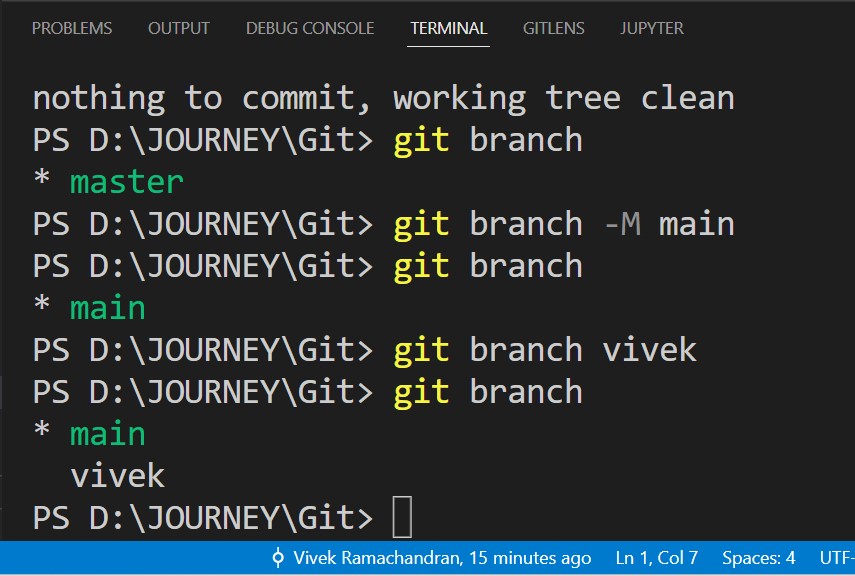 PROBLEMS OUTPUT DEBUG CONSOLE TERMINAL GITLENS JUPYTER
nothing to commit, working tree clean
PS D:\JOURNEY\Git> git branch
* master
PS D:\JOURNEY\Git> git branch -M main
PS D:\JOURNEY\Git> git branch
* main
PS D:\JOURNEY\Git> git branch vivek
PS D:\JOURNEY\Git> git branch
* main
  vivek
PS D:\JOURNEY\Git>
Vivek Ramachandran, 15 minutes ago Ln 1, Col 7 Spaces: 4 UTF-